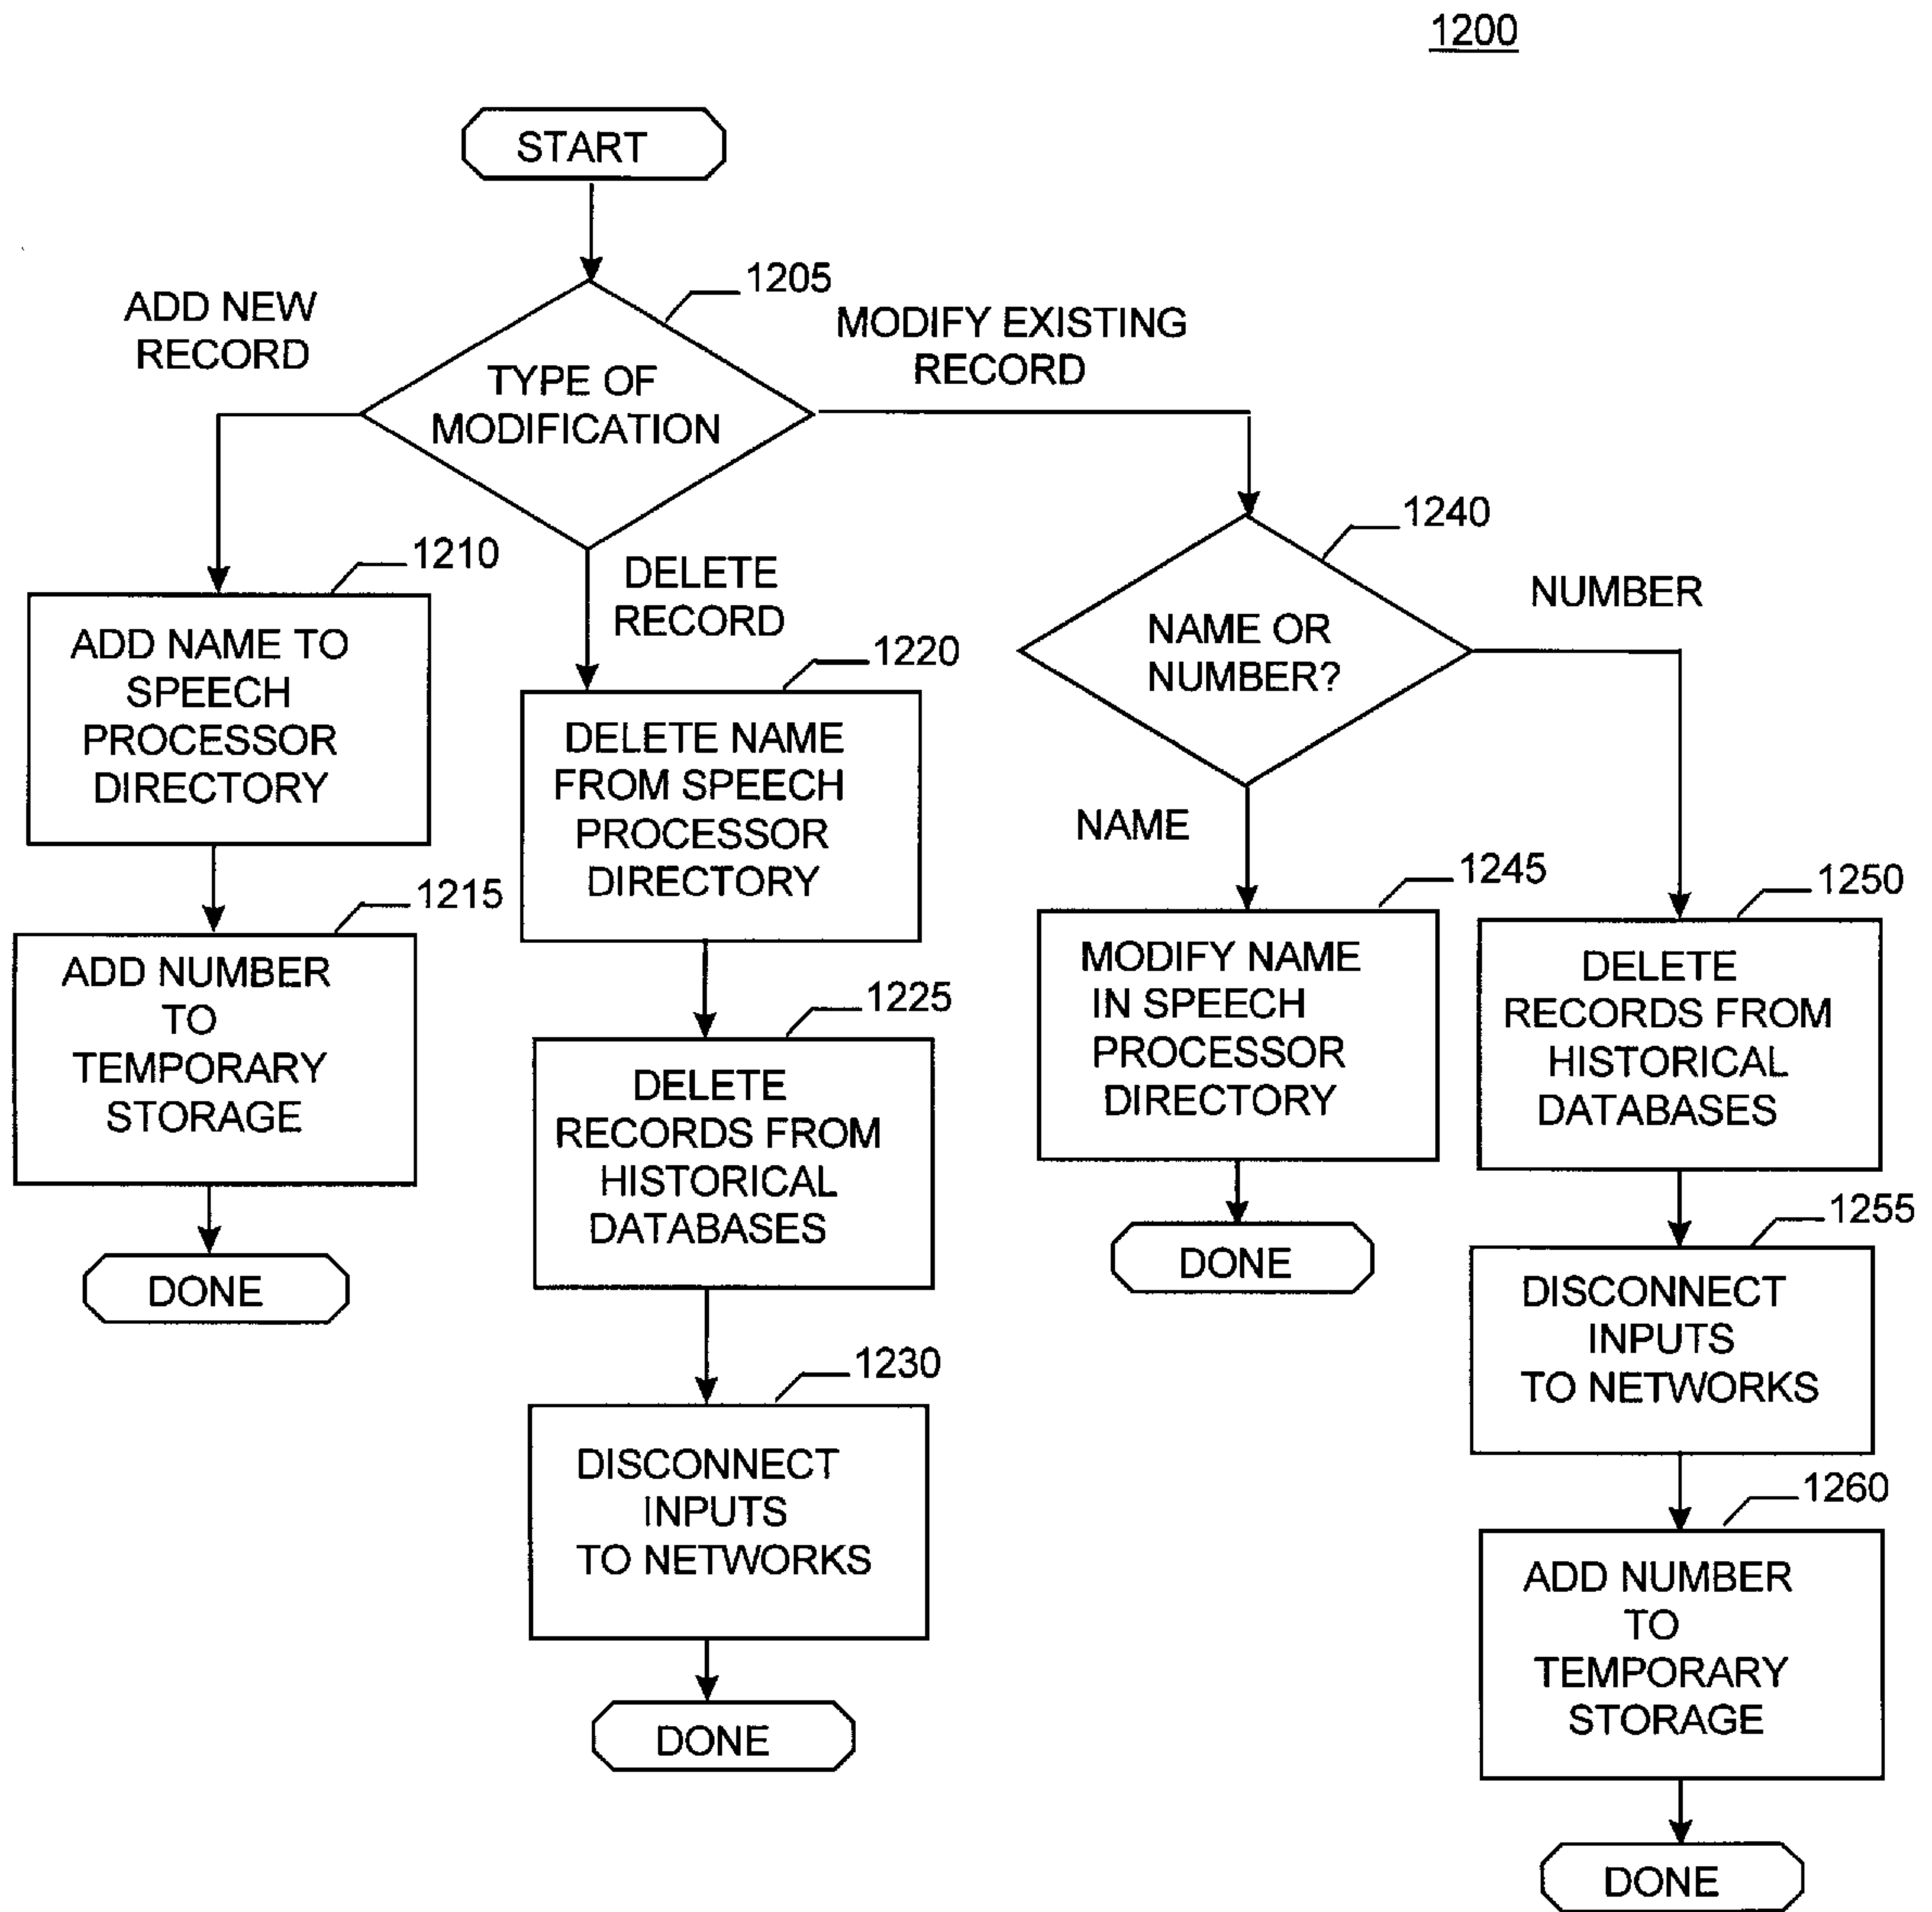 1200
START
1205
ADD NEW
RECORD
MODIFY EXISTING
RECORD
TYPE OF
MODIFICATION
1210
ADD NAME TO
SPEECH
PROCESSOR
DIRECTORY
1215
ADD NUMBER
TO
TEMPORARY
STORAGE
DONE
DELETE
RECORD
1220
DELETE NAME
FROM SPEECH
PROCESSOR
DIRECTORY
1225
DELETE
RECORDS FROM
HISTORICAL
DATABASES
1230
DISCONNECT
INPUTS
TO NETWORKS
DONE
1240
NAME OR
NUMBER?
NAME
1245
MODIFY NAME
IN SPEECH
PROCESSOR
DIRECTORY
DONE
NUMBER
1250
DELETE
RECORDS FROM
HISTORICAL
DATABASES
1255
DISCONNECT
INPUTS
TO NETWORKS
1260
ADD NUMBER
TO
TEMPORARY
STORAGE
DONE